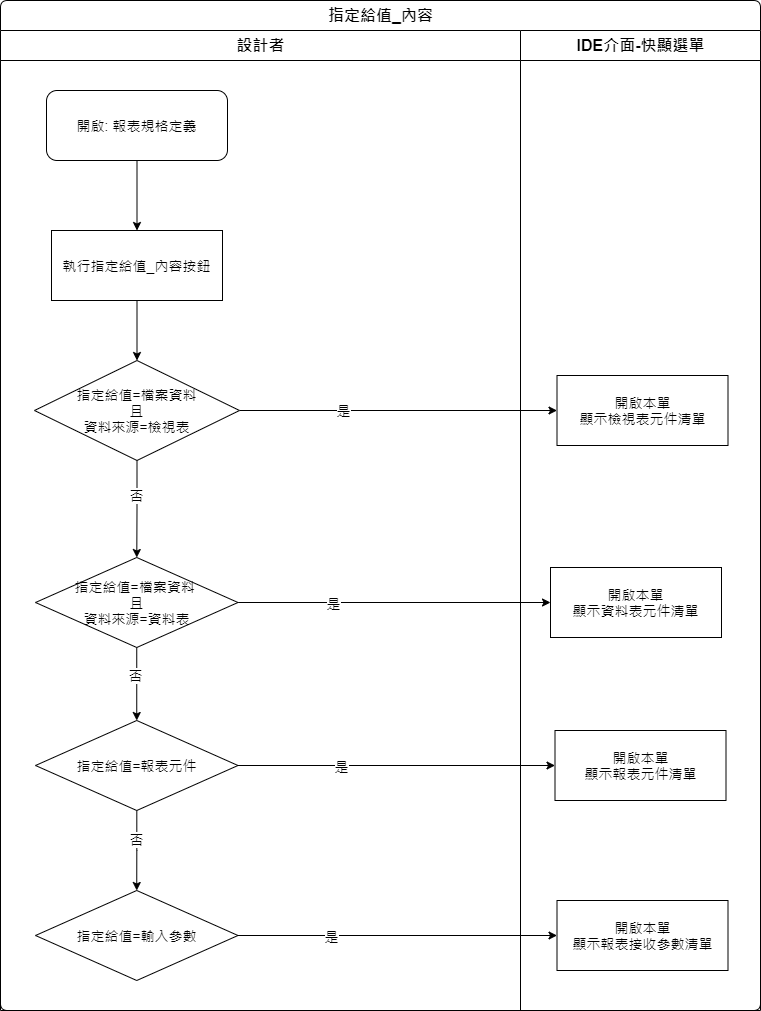 指定給值_內容
設計者
IDE介面-快顯選單
開啟: 報表規格定義
執行指定給值_內容按鈕
指定給值=檔案資料
且
資料來源=檢視表
是
開啟本單
顯示檢視表元件清單
否
指定給值=檔案資料
且
資料來源=資料表
是
開啟本單
顯示資料表元件清單
否
指定給值=報表元件
是
開啟本單
顯示報表元件清單
否
指定給值=輸入參數
是
開啟本單
顯示報表接收參數清單